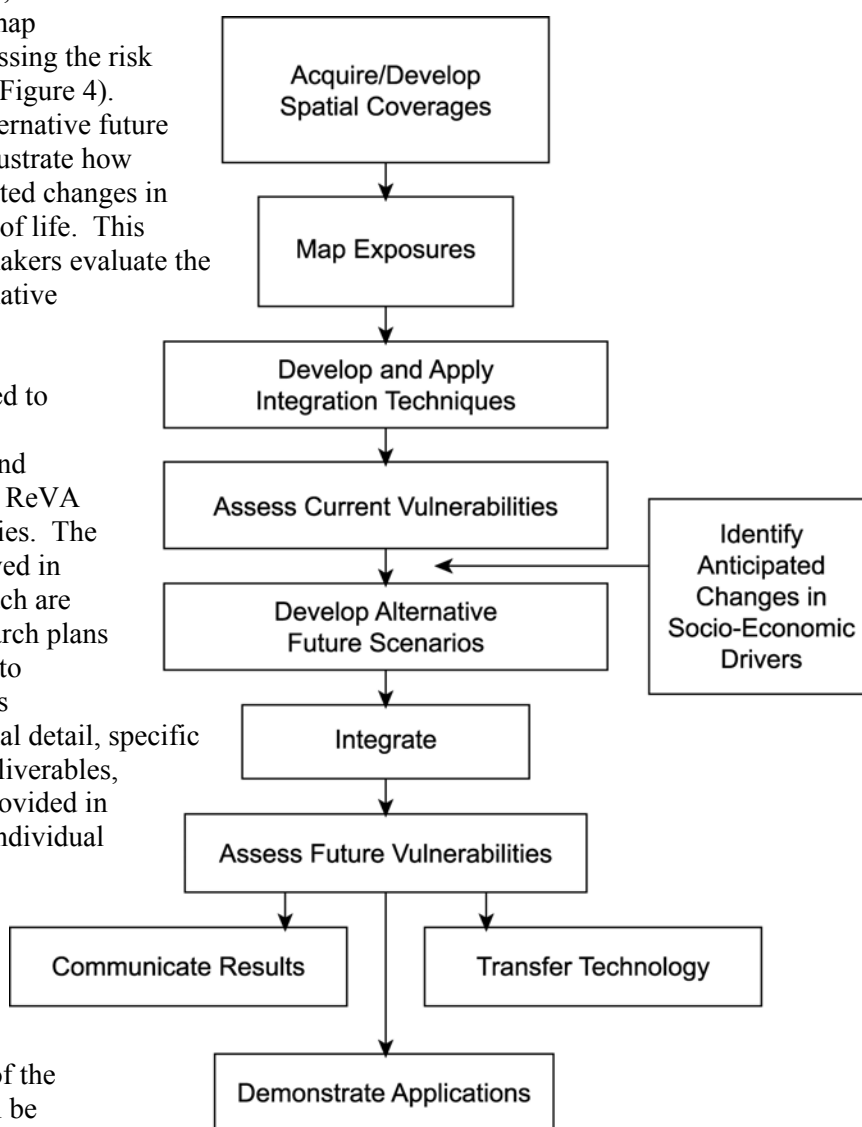 map
ssing the risk
Figure 4).
ernative future
ustrate how
ted changes in
of life.  This
akers evaluate the
ative
ed to
nd
ReVA
ies.  The
ved in
ch are
arch plans
to
s
al detail, specific
liverables,
ovided in
ndividual
of the
be
Acquire/Develop
Spatial Coverages
Map Exposures
Develop and Apply
Integration Techniques
Assess Current Vulnerabilities
Identify
Anticipated
Changes in
Socio-Economic
Drivers
Develop Alternative
Future Scenarios
Integrate
Assess Future Vulnerabilities
Communicate Results
Transfer Technology
Demonstrate Applications